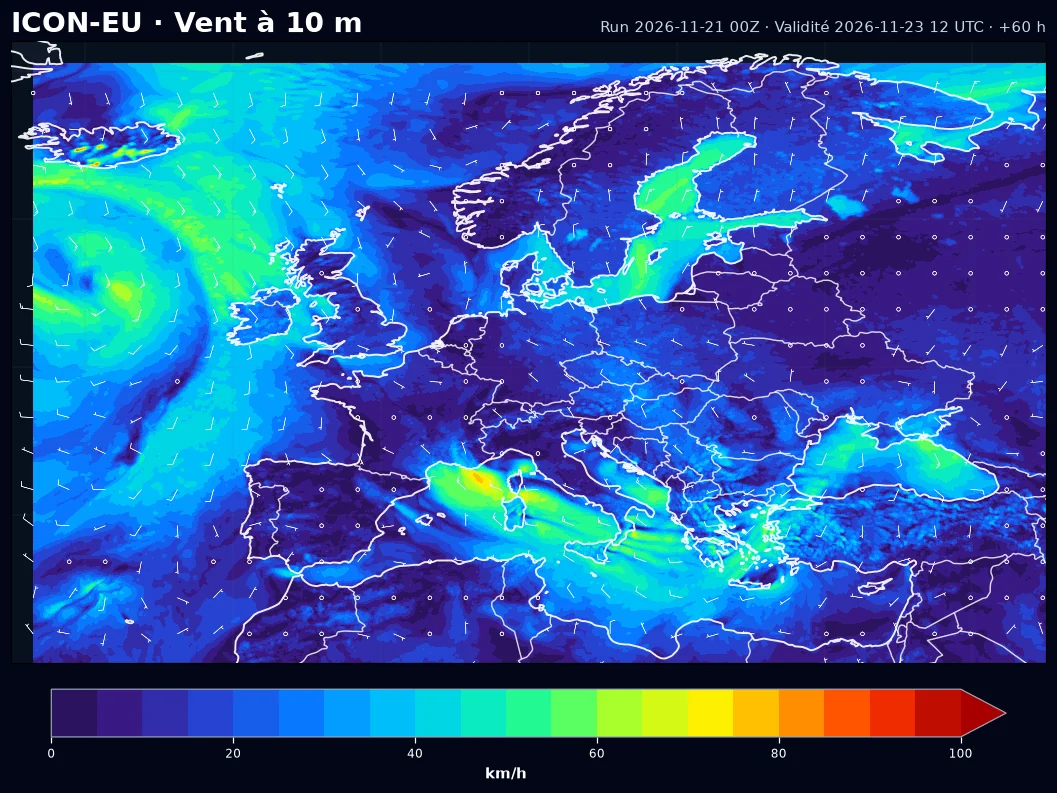 ICON-EU · Vent à 10 m
Run 2026-11-21 00Z · Validité 2026-11-23 12 UTC · +60 h
0 20 40 60 80 100
km/h